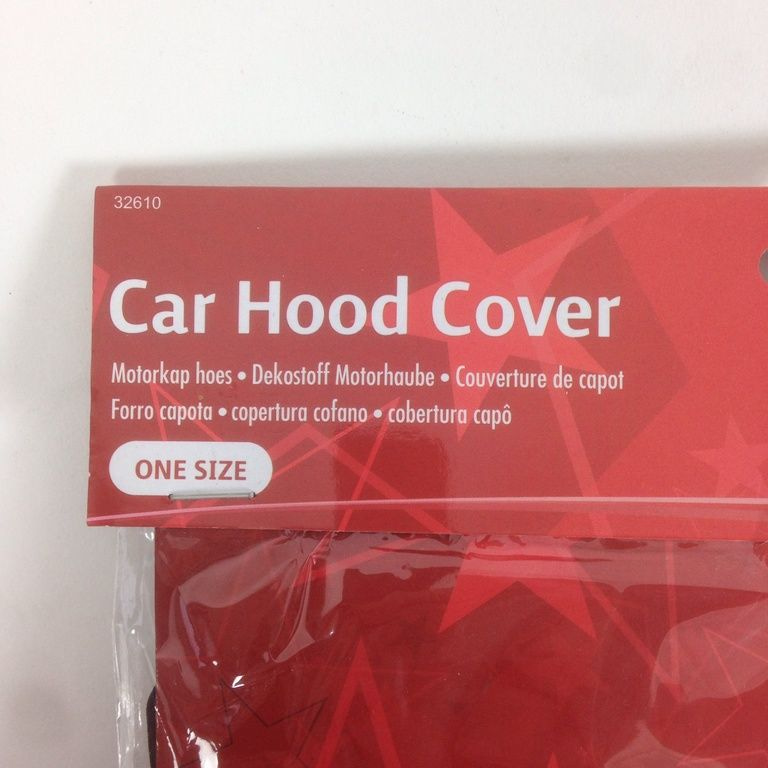 32610
Car Hood Cover
Motorkap hoes • Dekostoff Motorhaube • Couverture de capot
Forro capota • copertura cofano • cobertura capô
ONE SIZE